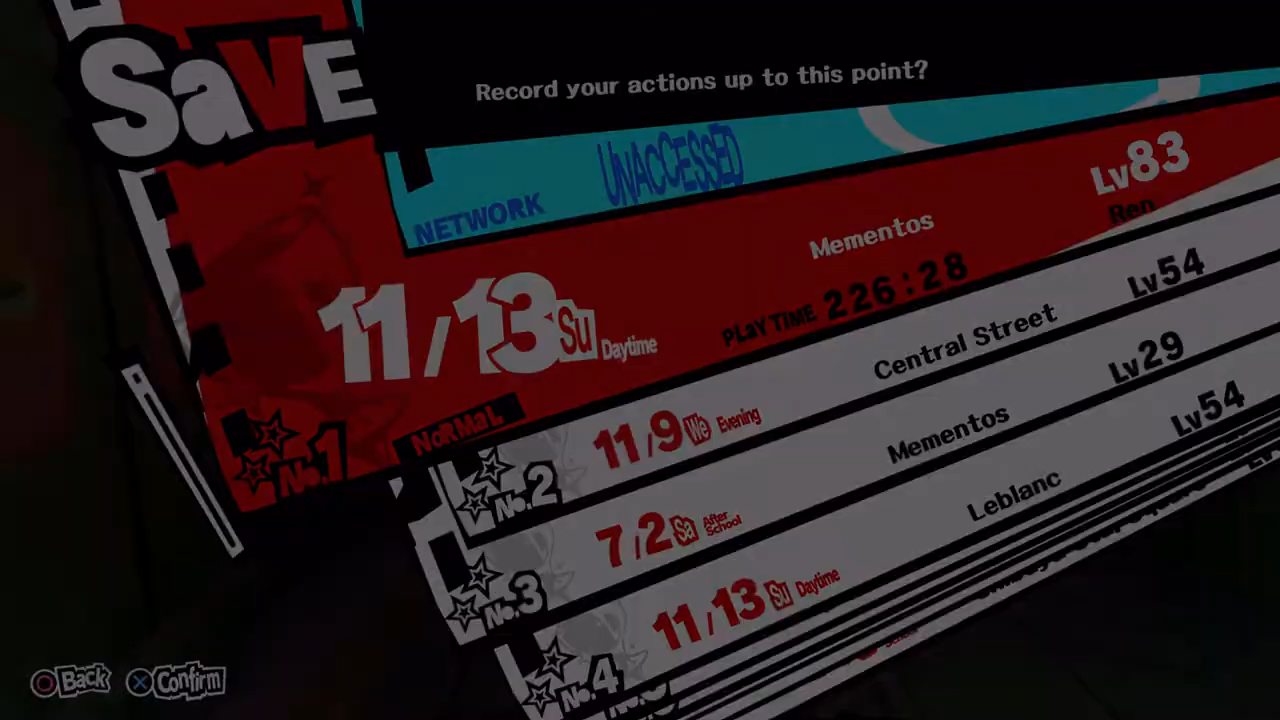 SaVE
Record your actions up to this point?
NETWORK UNACCESSED
Lv83
Ren
Mementos
PLaY TIME 226:28
11/13 Su Daytime
No.1 NoRMaL
Lv54
Central Street
11/9 We Evening
No.2
Lv29
Mementos
7/2 Sa After School
No.3
Lv54
Leblanc
11/13 Su Daytime
No.4
Back Confirm